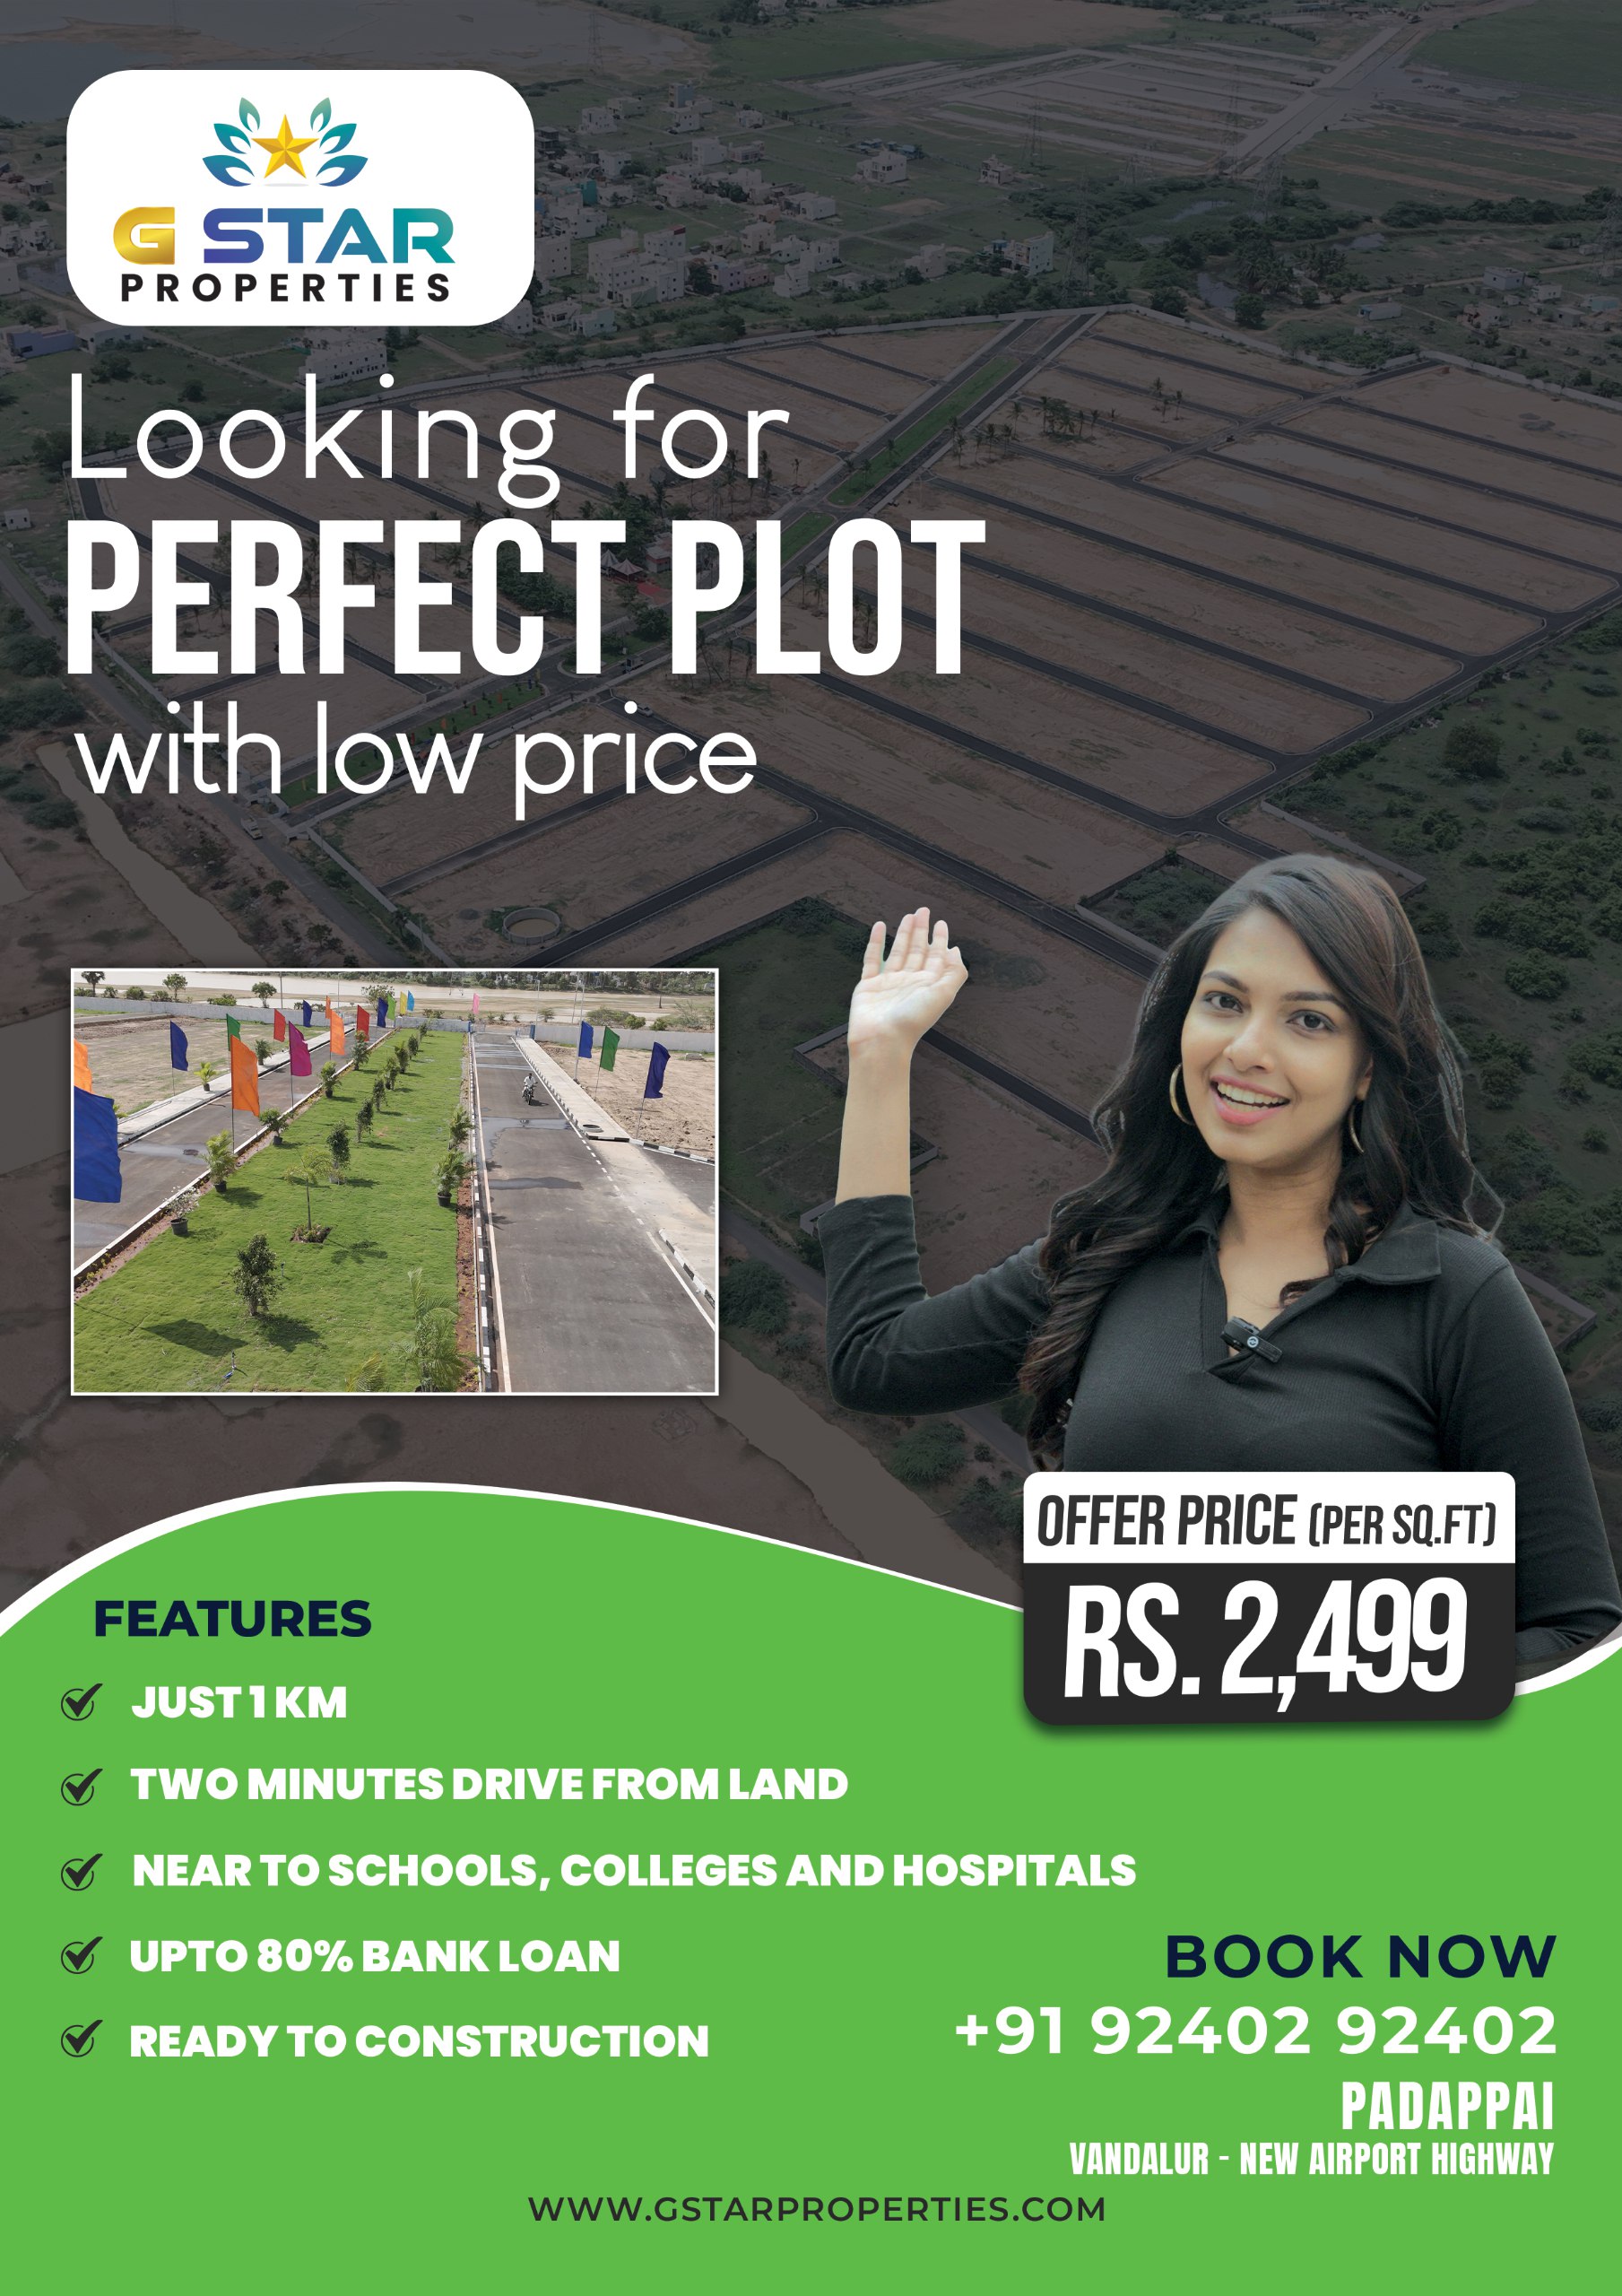 G STAR
PROPERTIES
Looking for
PERFECT PLOT
with low price
OFFER PRICE (PER SQ.FT)
RS. 2,499
FEATURES
JUST 1 KM
TWO MINUTES DRIVE FROM LAND
NEAR TO SCHOOLS, COLLEGES AND HOSPITALS
UPTO 80% BANK LOAN
READY TO CONSTRUCTION
BOOK NOW
+91 92402 92402
PADAPPAI
VANDALUR - NEW AIRPORT HIGHWAY
WWW.GSTARPROPERTIES.COM